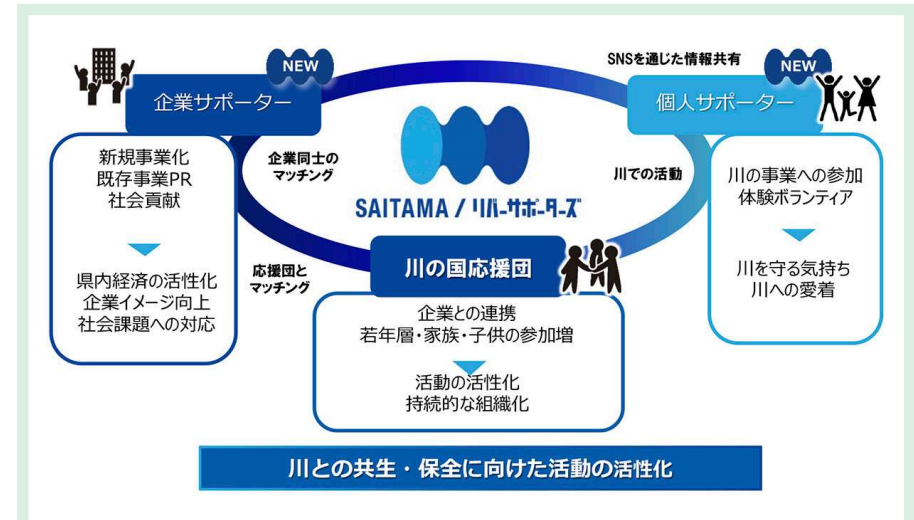 NEW
企業サポーター
新規事業化
既存事業PR
社会貢献
県内経済の活性化
企業イメージ向上
社会課題への対応
企業同士の
マッチング
応援団と
マッチング
SAITAMA / リバーサポーターズ
SNSを通じた情報共有
NEW
個人サポーター
川での活動
川の事業への参加
体験ボランティア
川を守る気持ち
川への愛着
川の国応援団
企業との連携
若年層・家族・子供の参加増
活動の活性化
持続的な組織化
川との共生・保全に向けた活動の活性化